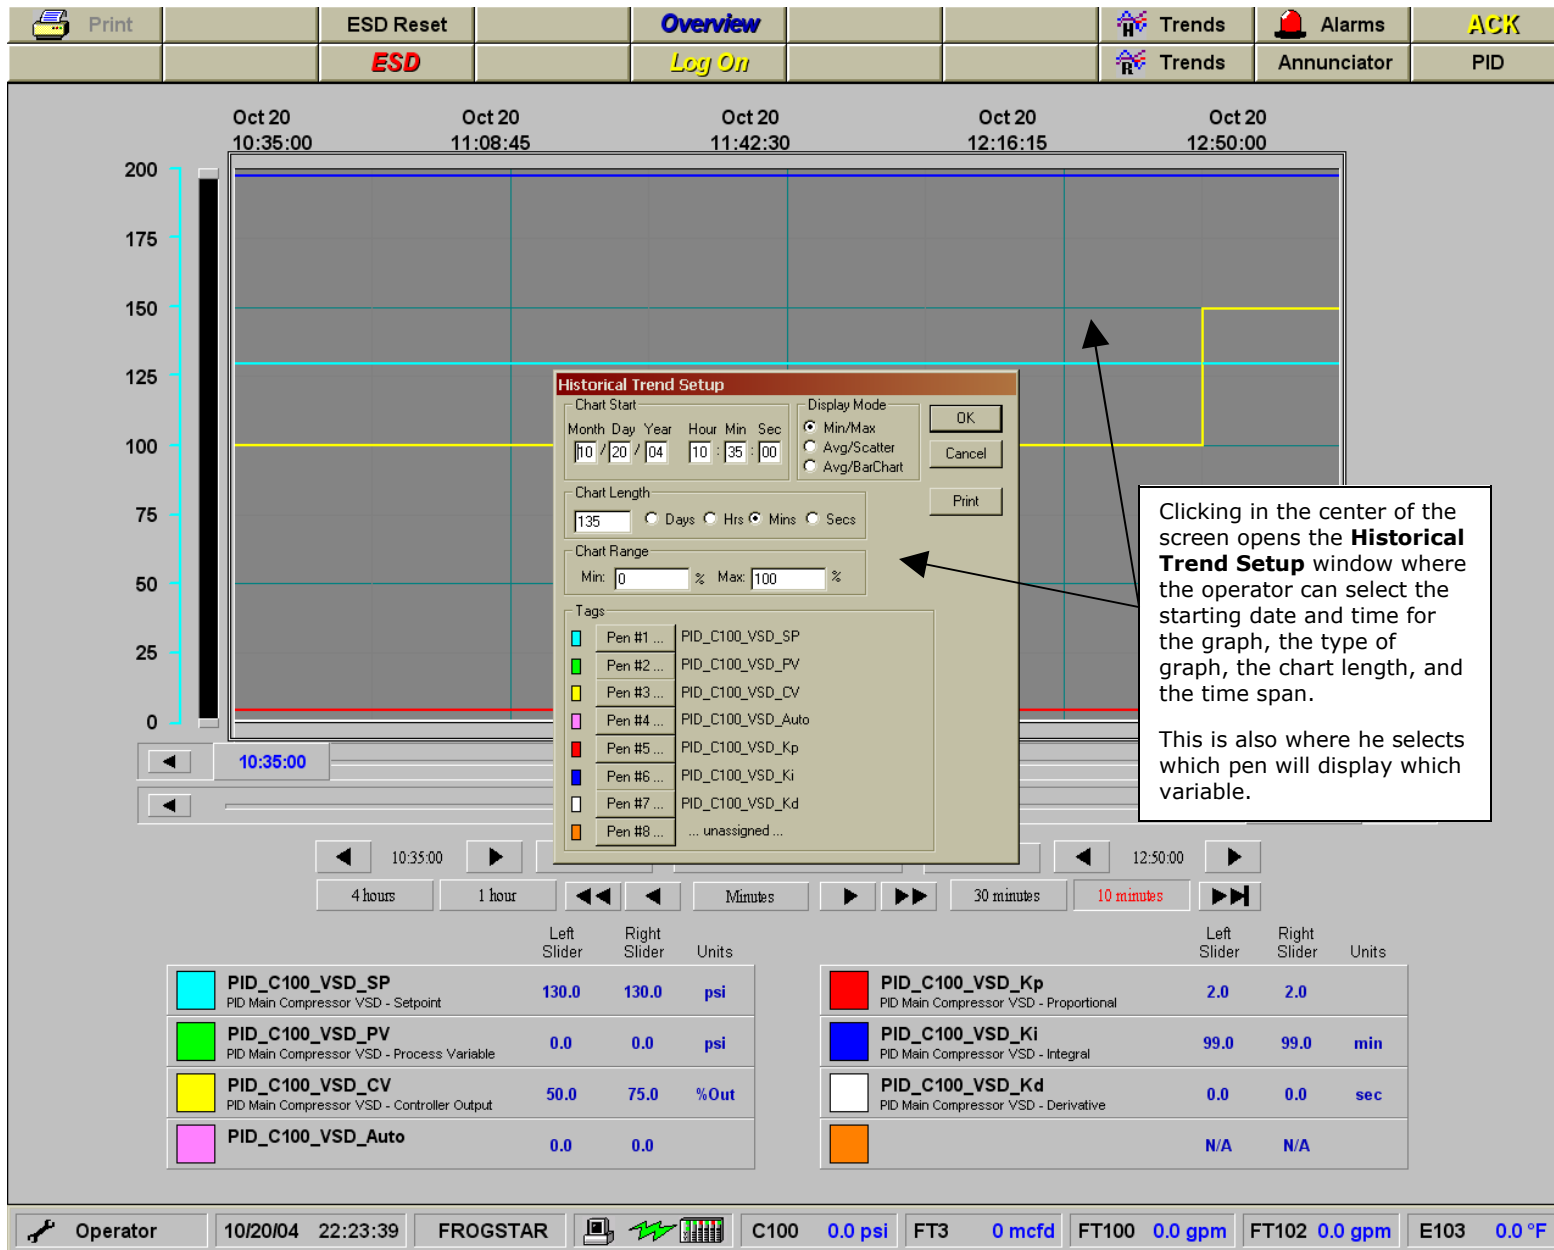 Print ESD Reset Overview Trends Alarms ACK
ESD Log On Trends Annunciator PID
Oct 20 Oct 20 Oct 20 Oct 20 Oct 20
10:35:00 11:08:45 11:42:30 12:16:15 12:50:00
200
175
150
125
100
75
50
25
0
Historical Trend Setup
Chart Start
Month Day Year Hour Min Sec
10 / 20 / 04 10 : 35 : 00
Display Mode
Min/Max
Avg/Scatter
Avg/BarChart
OK
Cancel
Print
Chart Length
135 Days Hrs Mins Secs
Chart Range
Min: 0 % Max: 100 %
Tags
Pen #1 ... PID_C100_VSD_SP
Pen #2 ... PID_C100_VSD_PV
Pen #3 ... PID_C100_VSD_CV
Pen #4 ... PID_C100_VSD_Auto
Pen #5 ... PID_C100_VSD_Kp
Pen #6 ... PID_C100_VSD_Ki
Pen #7 ... PID_C100_VSD_Kd
Pen #8 ... ... unassigned ...
Clicking in the center of the
screen opens the Historical
Trend Setup window where
the operator can select the
starting date and time for
the graph, the type of
graph, the chart length, and
the time span.
This is also where he selects
which pen will display which
variable.
10:35:00
10:35:00 12:50:00
4 hours 1 hour Minutes 30 minutes 10 minutes
Left Right
Slider Slider Units
PID_C100_VSD_SP
PID Main Compressor VSD - Setpoint 130.0 130.0 psi
PID_C100_VSD_PV
PID Main Compressor VSD - Process Variable 0.0 0.0 psi
PID_C100_VSD_CV
PID Main Compressor VSD - Controller Output 50.0 75.0 %Out
PID_C100_VSD_Auto 0.0 0.0
Left Right
Slider Slider Units
PID_C100_VSD_Kp
PID Main Compressor VSD - Proportional 2.0 2.0
PID_C100_VSD_Ki
PID Main Compressor VSD - Integral 99.0 99.0 min
PID_C100_VSD_Kd
PID Main Compressor VSD - Derivative 0.0 0.0 sec
N/A N/A
Operator 10/20/04 22:23:39 FROGSTAR C100 0.0 psi FT3 0 mcfd FT100 0.0 gpm FT102 0.0 gpm E103 0.0 °F